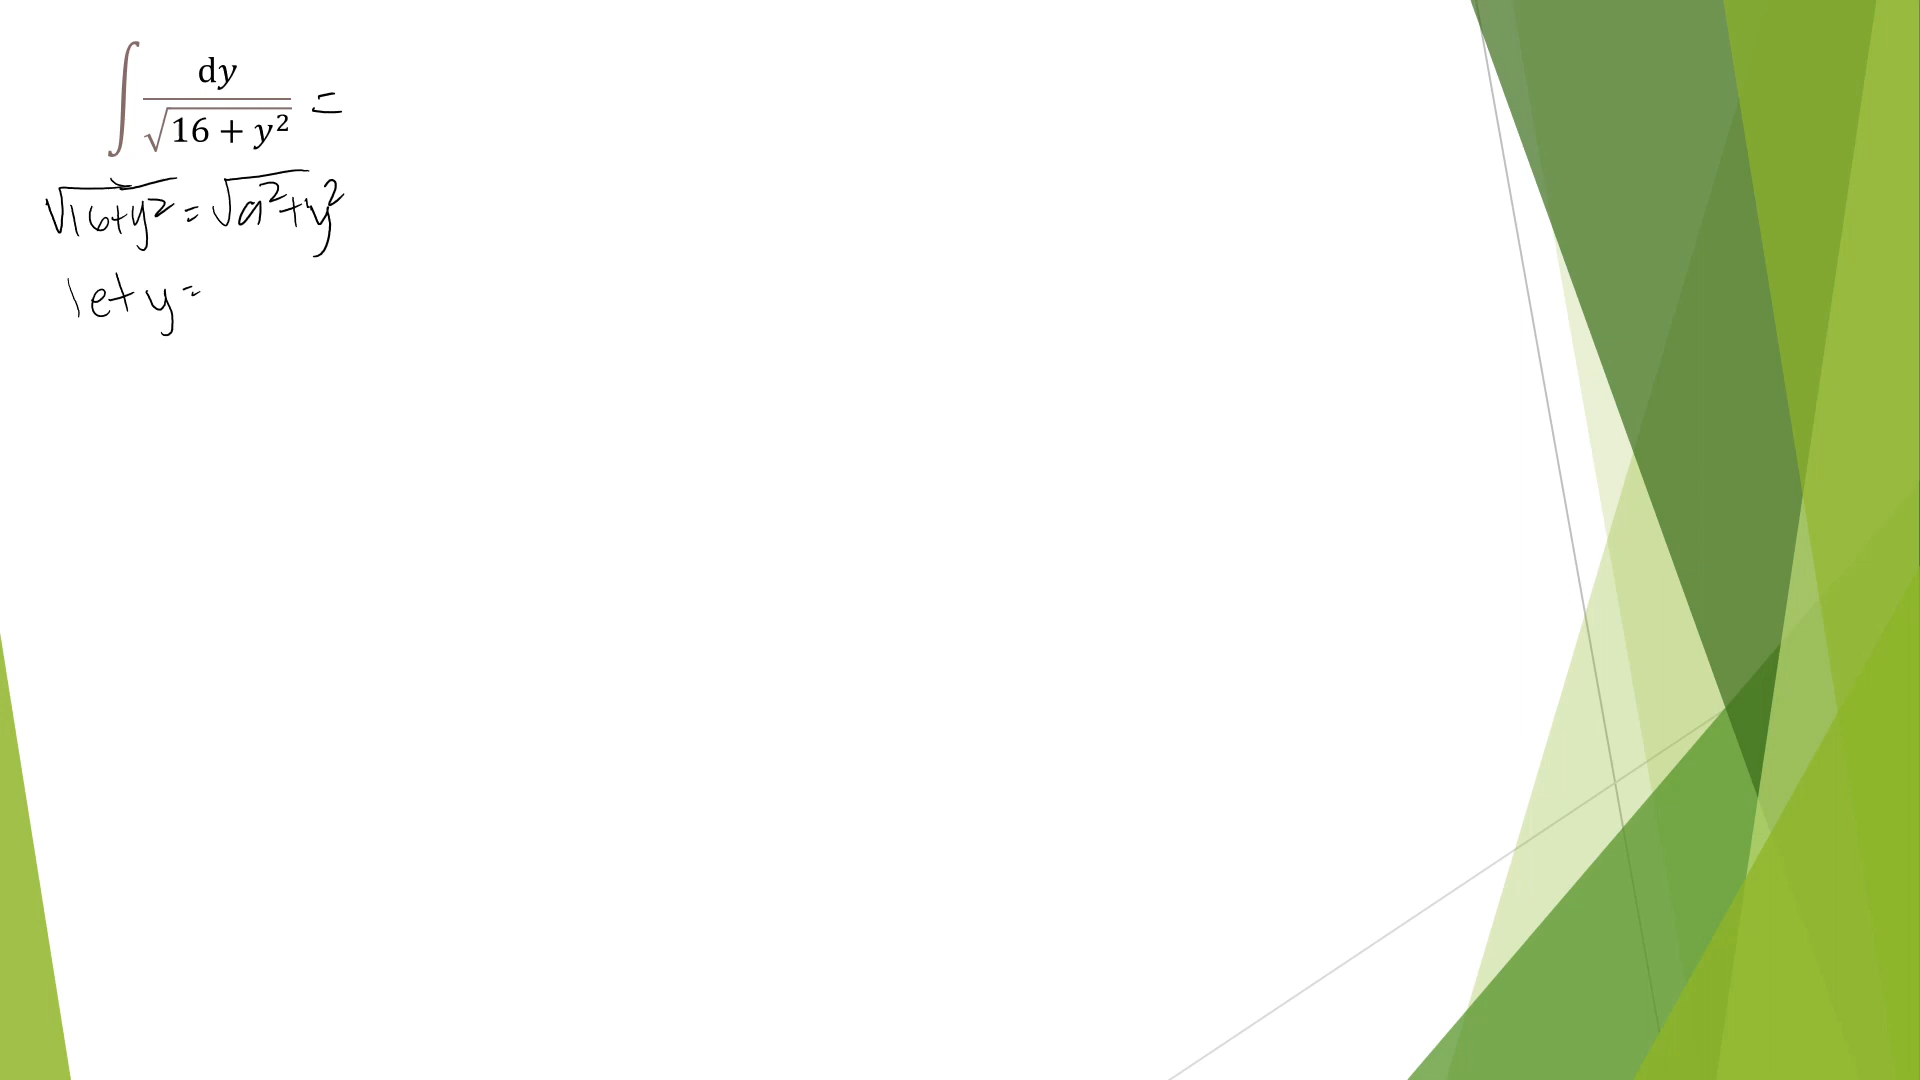 ∫ dy / √(16 + y²) =
√(16+y²) = √(a²+y²)
let y =